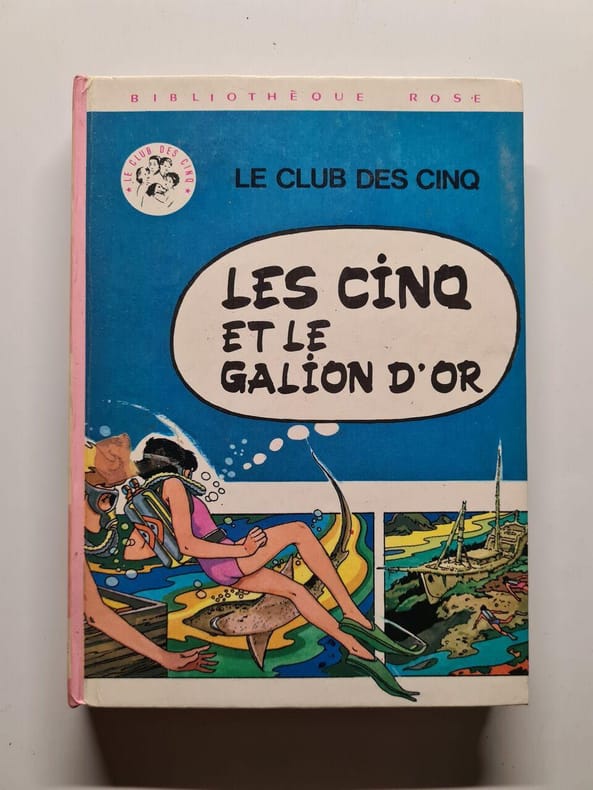 BIBLIOTHÈQUE ROSE
★ LE CLUB DES CINQ ★
LE CLUB DES CINQ
LES CINQ
ET LE
GALION D'OR